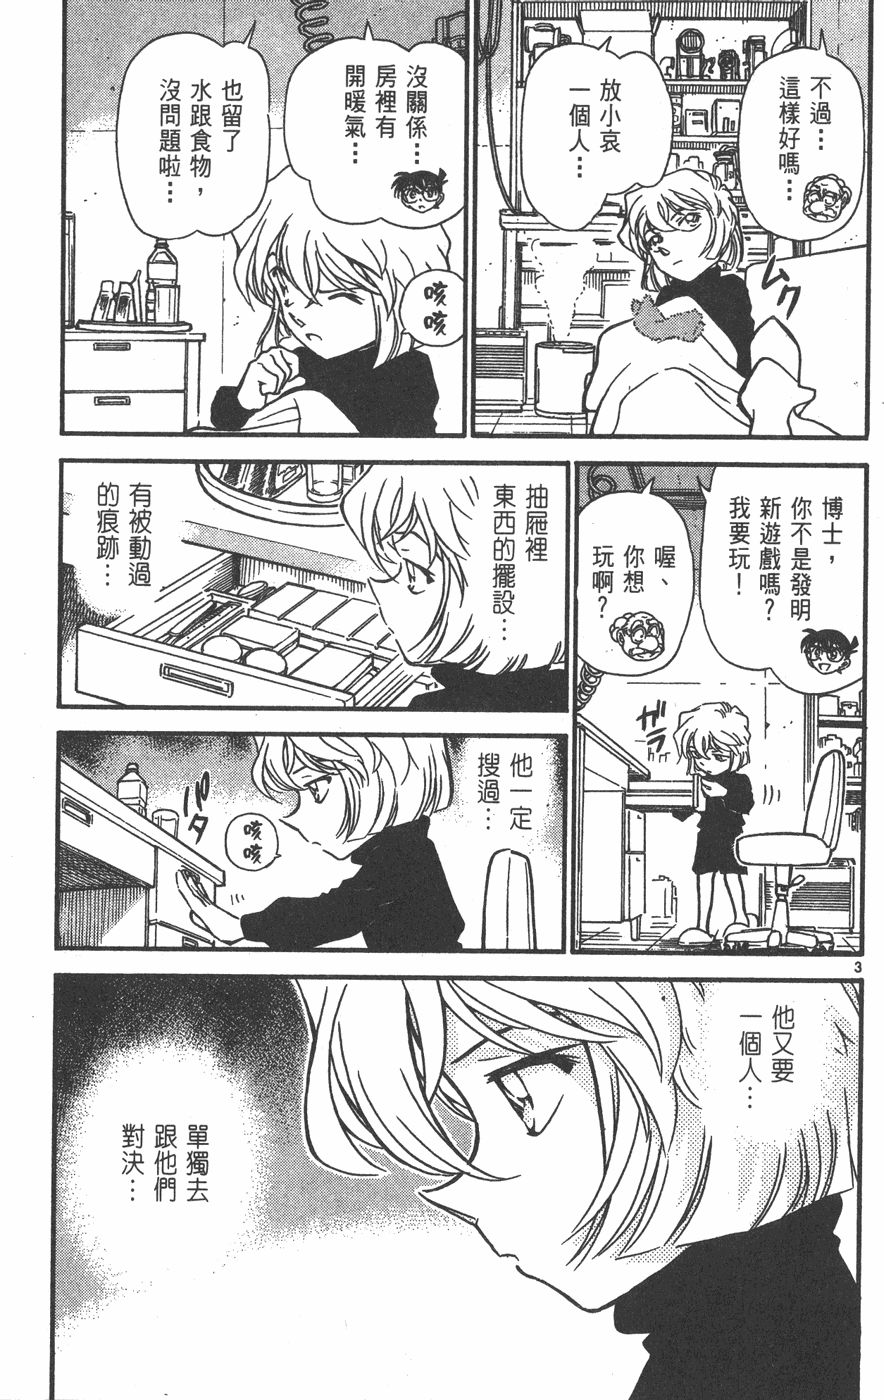 不過…
這樣好嗎…
放小哀
一個人…
ムク
沒關係…
房裡有
開暖氣…
咳
咳
也留了
水跟食物，
沒問題啦…
博士，
你不是發明
新遊戲嗎？
我要玩！
喔、
你想
玩啊？
ガラ
抽屜裡
東西的擺設…
有被動過
的痕跡…
他一定
搜過…
咳
咳
パタ
3
他又要
一個人…
單獨去
跟他們
對決…